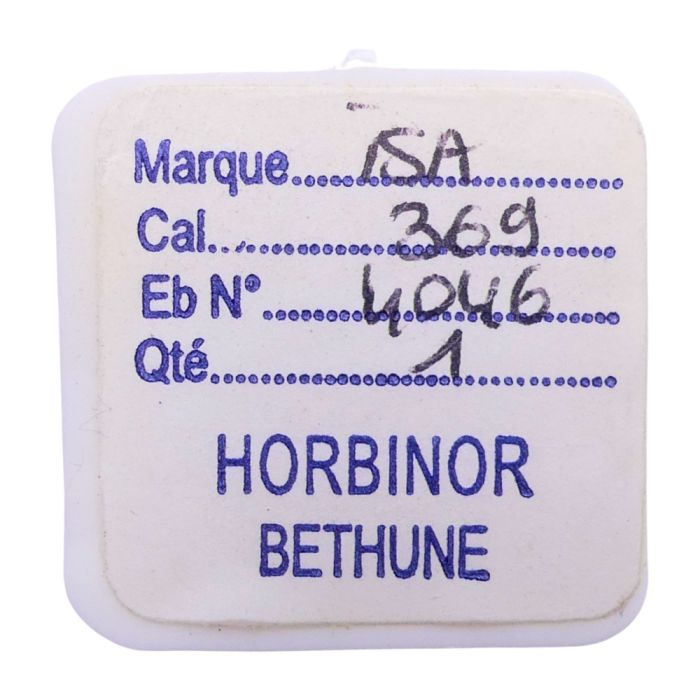 Marque ISA
Cal. 369
Eb N° 4046
Qté 1
HORBINOR
BETHUNE